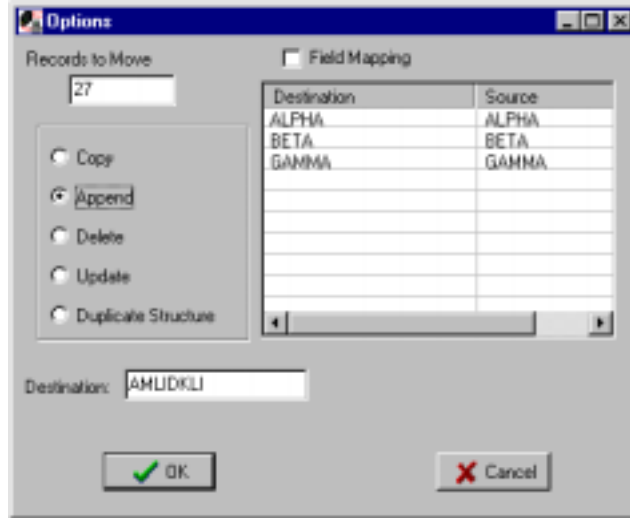 Options
Records to Move
27
Field Mapping
Destination Source
ALPHA ALPHA
BETA BETA
GAMMA GAMMA
Copy
Append
Delete
Update
Duplicate Structure
Destination: AMLIDKLI
OK
Cancel